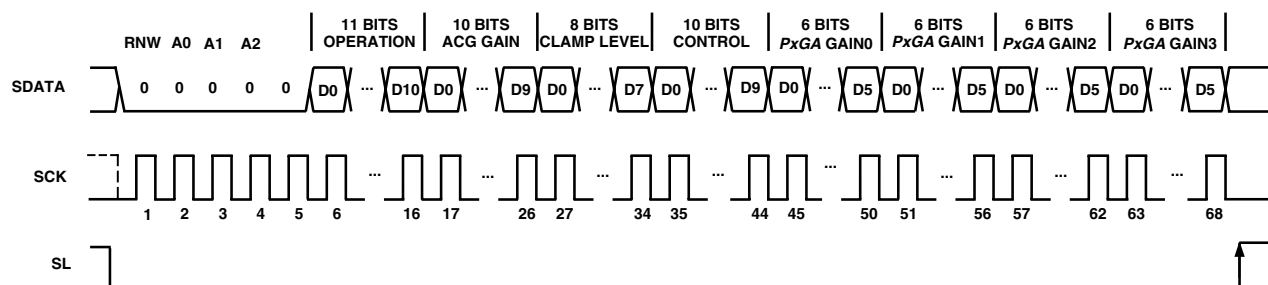 11 BITS 10 BITS 8 BITS 10 BITS 6 BITS 6 BITS 6 BITS 6 BITS
RNW A0 A1 A2 OPERATION ACG GAIN CLAMP LEVEL CONTROL PxGA GAIN0 PxGA GAIN1 PxGA GAIN2 PxGA GAIN3
SDATA 0 0 0 0 0 D0 ... D10 D0 ... D9 D0 ... D7 D0 ... D9 D0 ... D5 D0 ... D5 D0 ... D5 D0 ... D5
SCK ... ... ... ... ... ... ... ...
1 2 3 4 5 6 16 17 26 27 34 35 44 45 50 51 56 57 62 63 68
SL